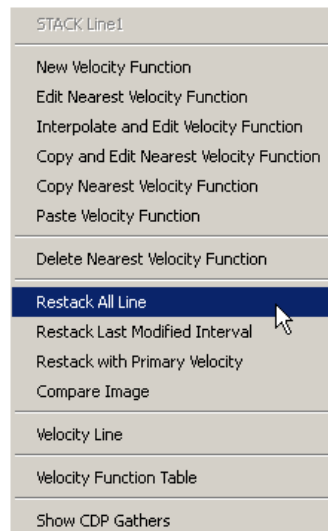 STACK Line1
New Velocity Function
Edit Nearest Velocity Function
Interpolate and Edit Velocity Function
Copy and Edit Nearest Velocity Function
Copy Nearest Velocity Function
Paste Velocity Function
Delete Nearest Velocity Function
Restack All Line
Restack Last Modified Interval
Restack with Primary Velocity
Compare Image
Velocity Line
Velocity Function Table
Show CDP Gathers